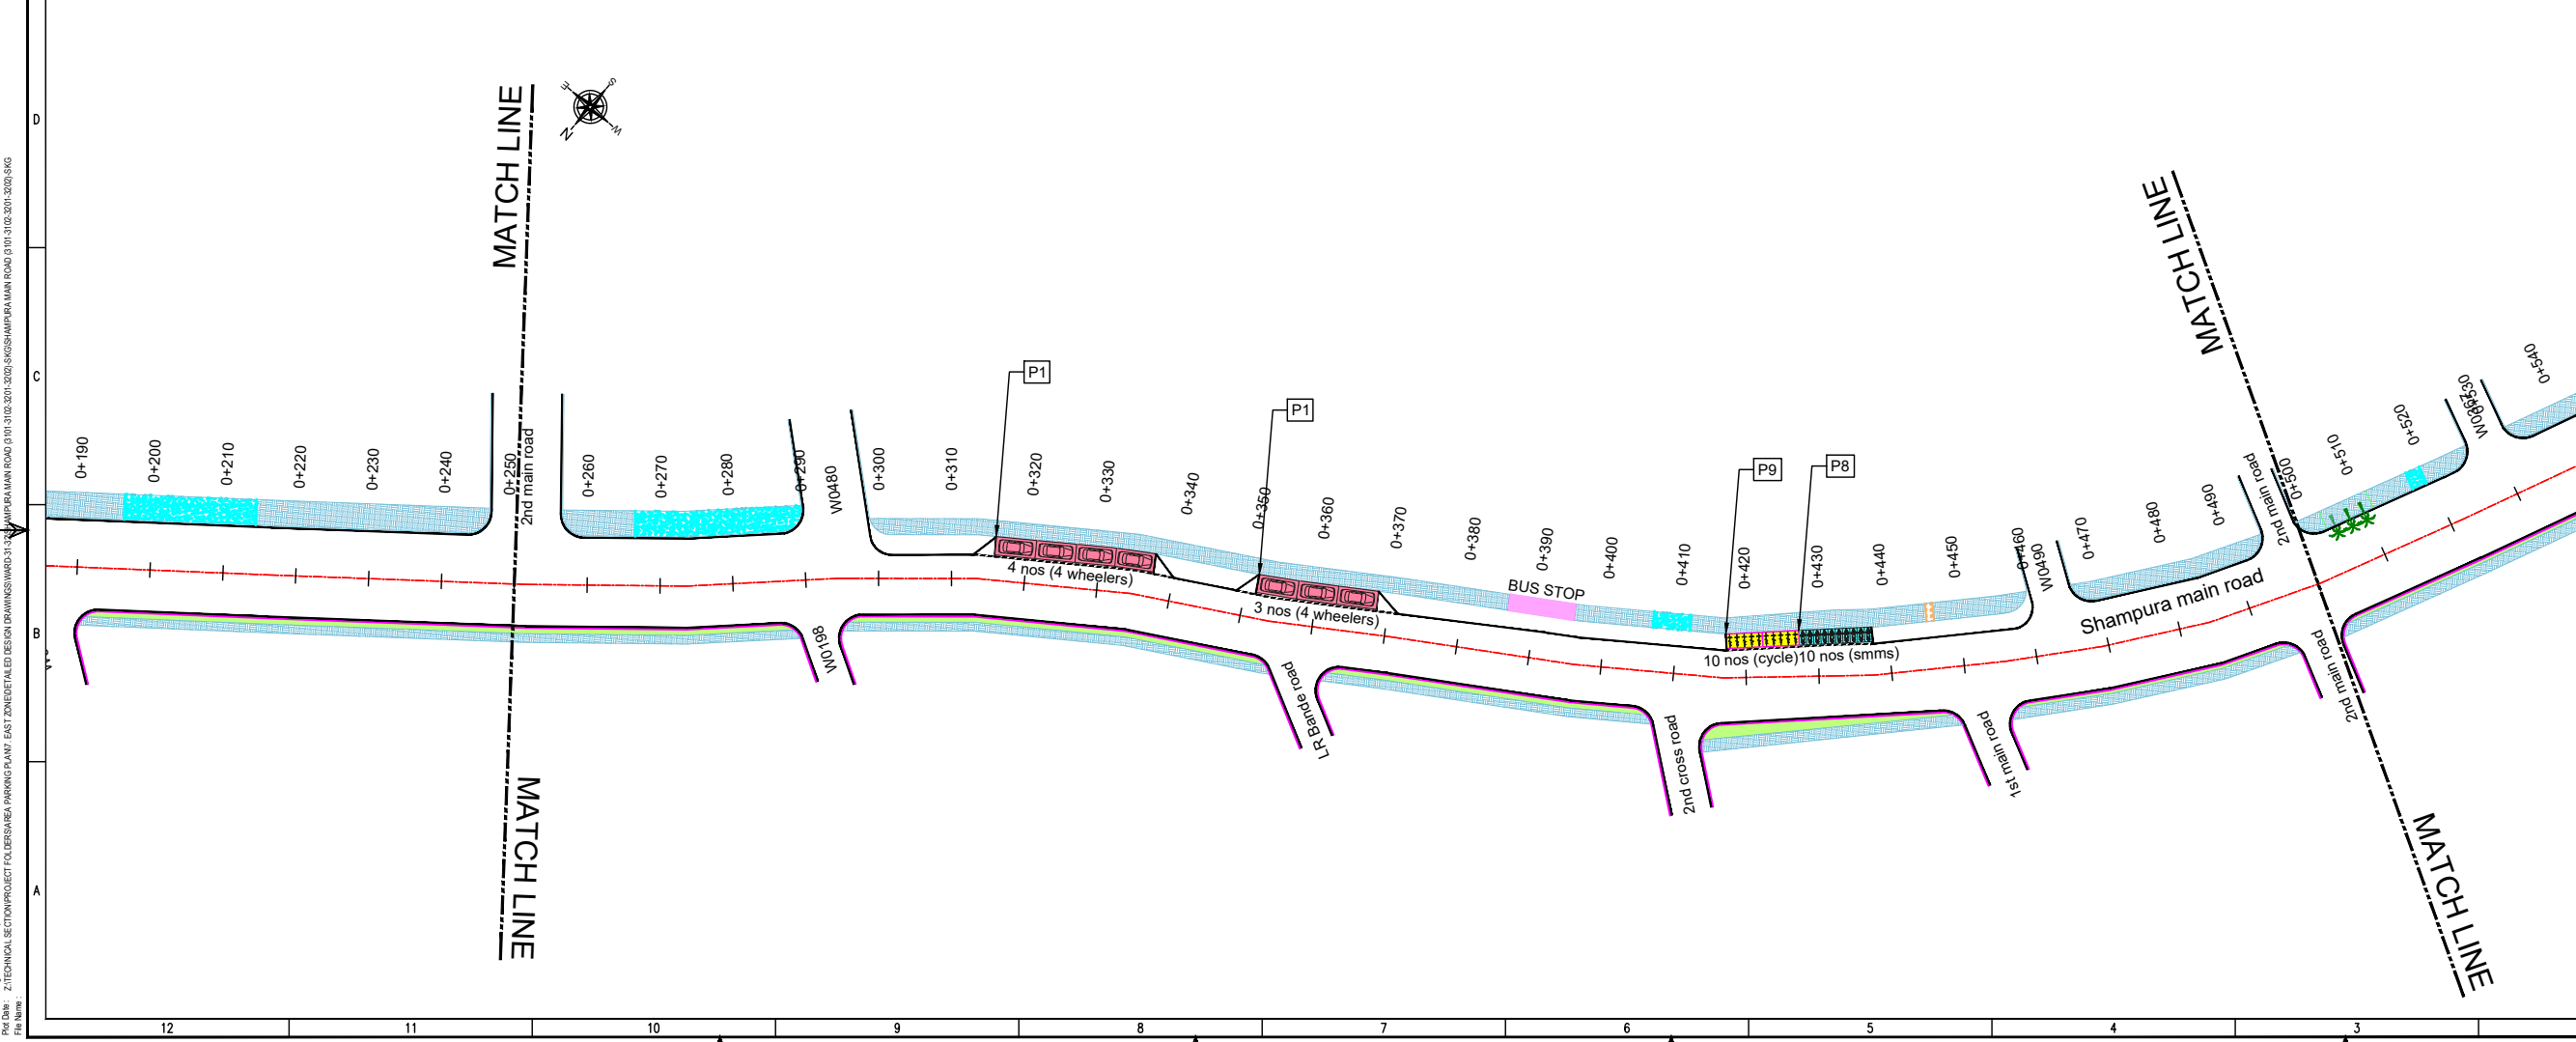 D
C
B
A
MATCH LINE
MATCH LINE
MATCH LINE
MATCH LINE
E
S
N
W
P1
P1
P9
P8
0+190
0+200
0+210
0+220
0+230
0+240
0+250
2nd main road
0+260
0+270
0+280
0+290
W0480
0+300
0+310
0+320
0+330
0+340
0+350
0+360
0+370
0+380
0+390
0+400
0+410
0+420
0+430
0+440
0+450
0+460
W0490
0+470
0+480
0+490
2nd main road
0+500
0+510
0+520
0+530
0+540
4 nos (4 wheelers)
3 nos (4 wheelers)
BUS STOP
10 nos (cycle)
10 nos (smms)
Shampura main road
W0198
LR Bande road
2nd cross road
1st main road
2nd main road
12
11
10
9
8
7
6
5
4
3
Plot Date :
File Name :